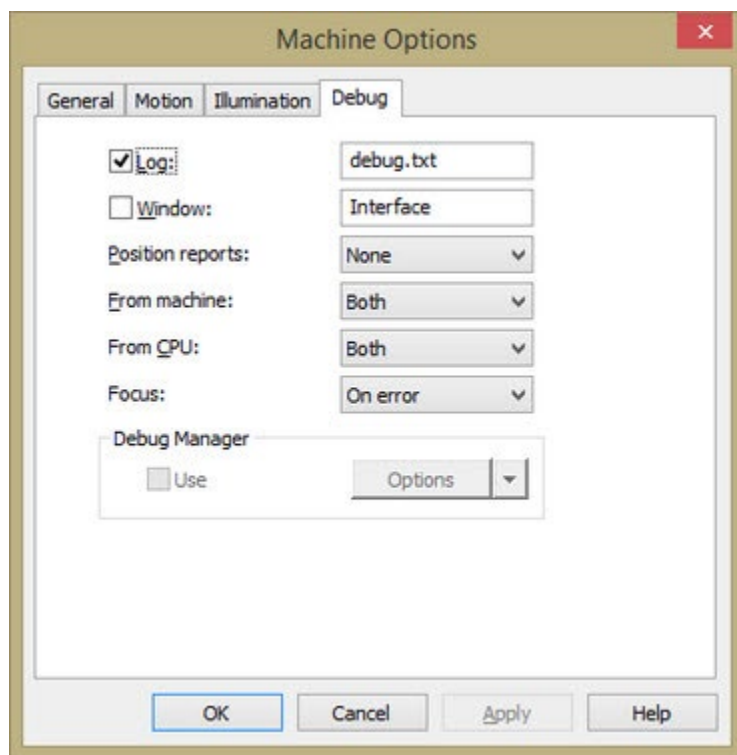 Machine Options
General Motion Illumination Debug
Log: debug.txt
Window: Interface
Position reports: None
From machine: Both
From CPU: Both
Focus: On error
Debug Manager
Use Options
OK Cancel Apply Help